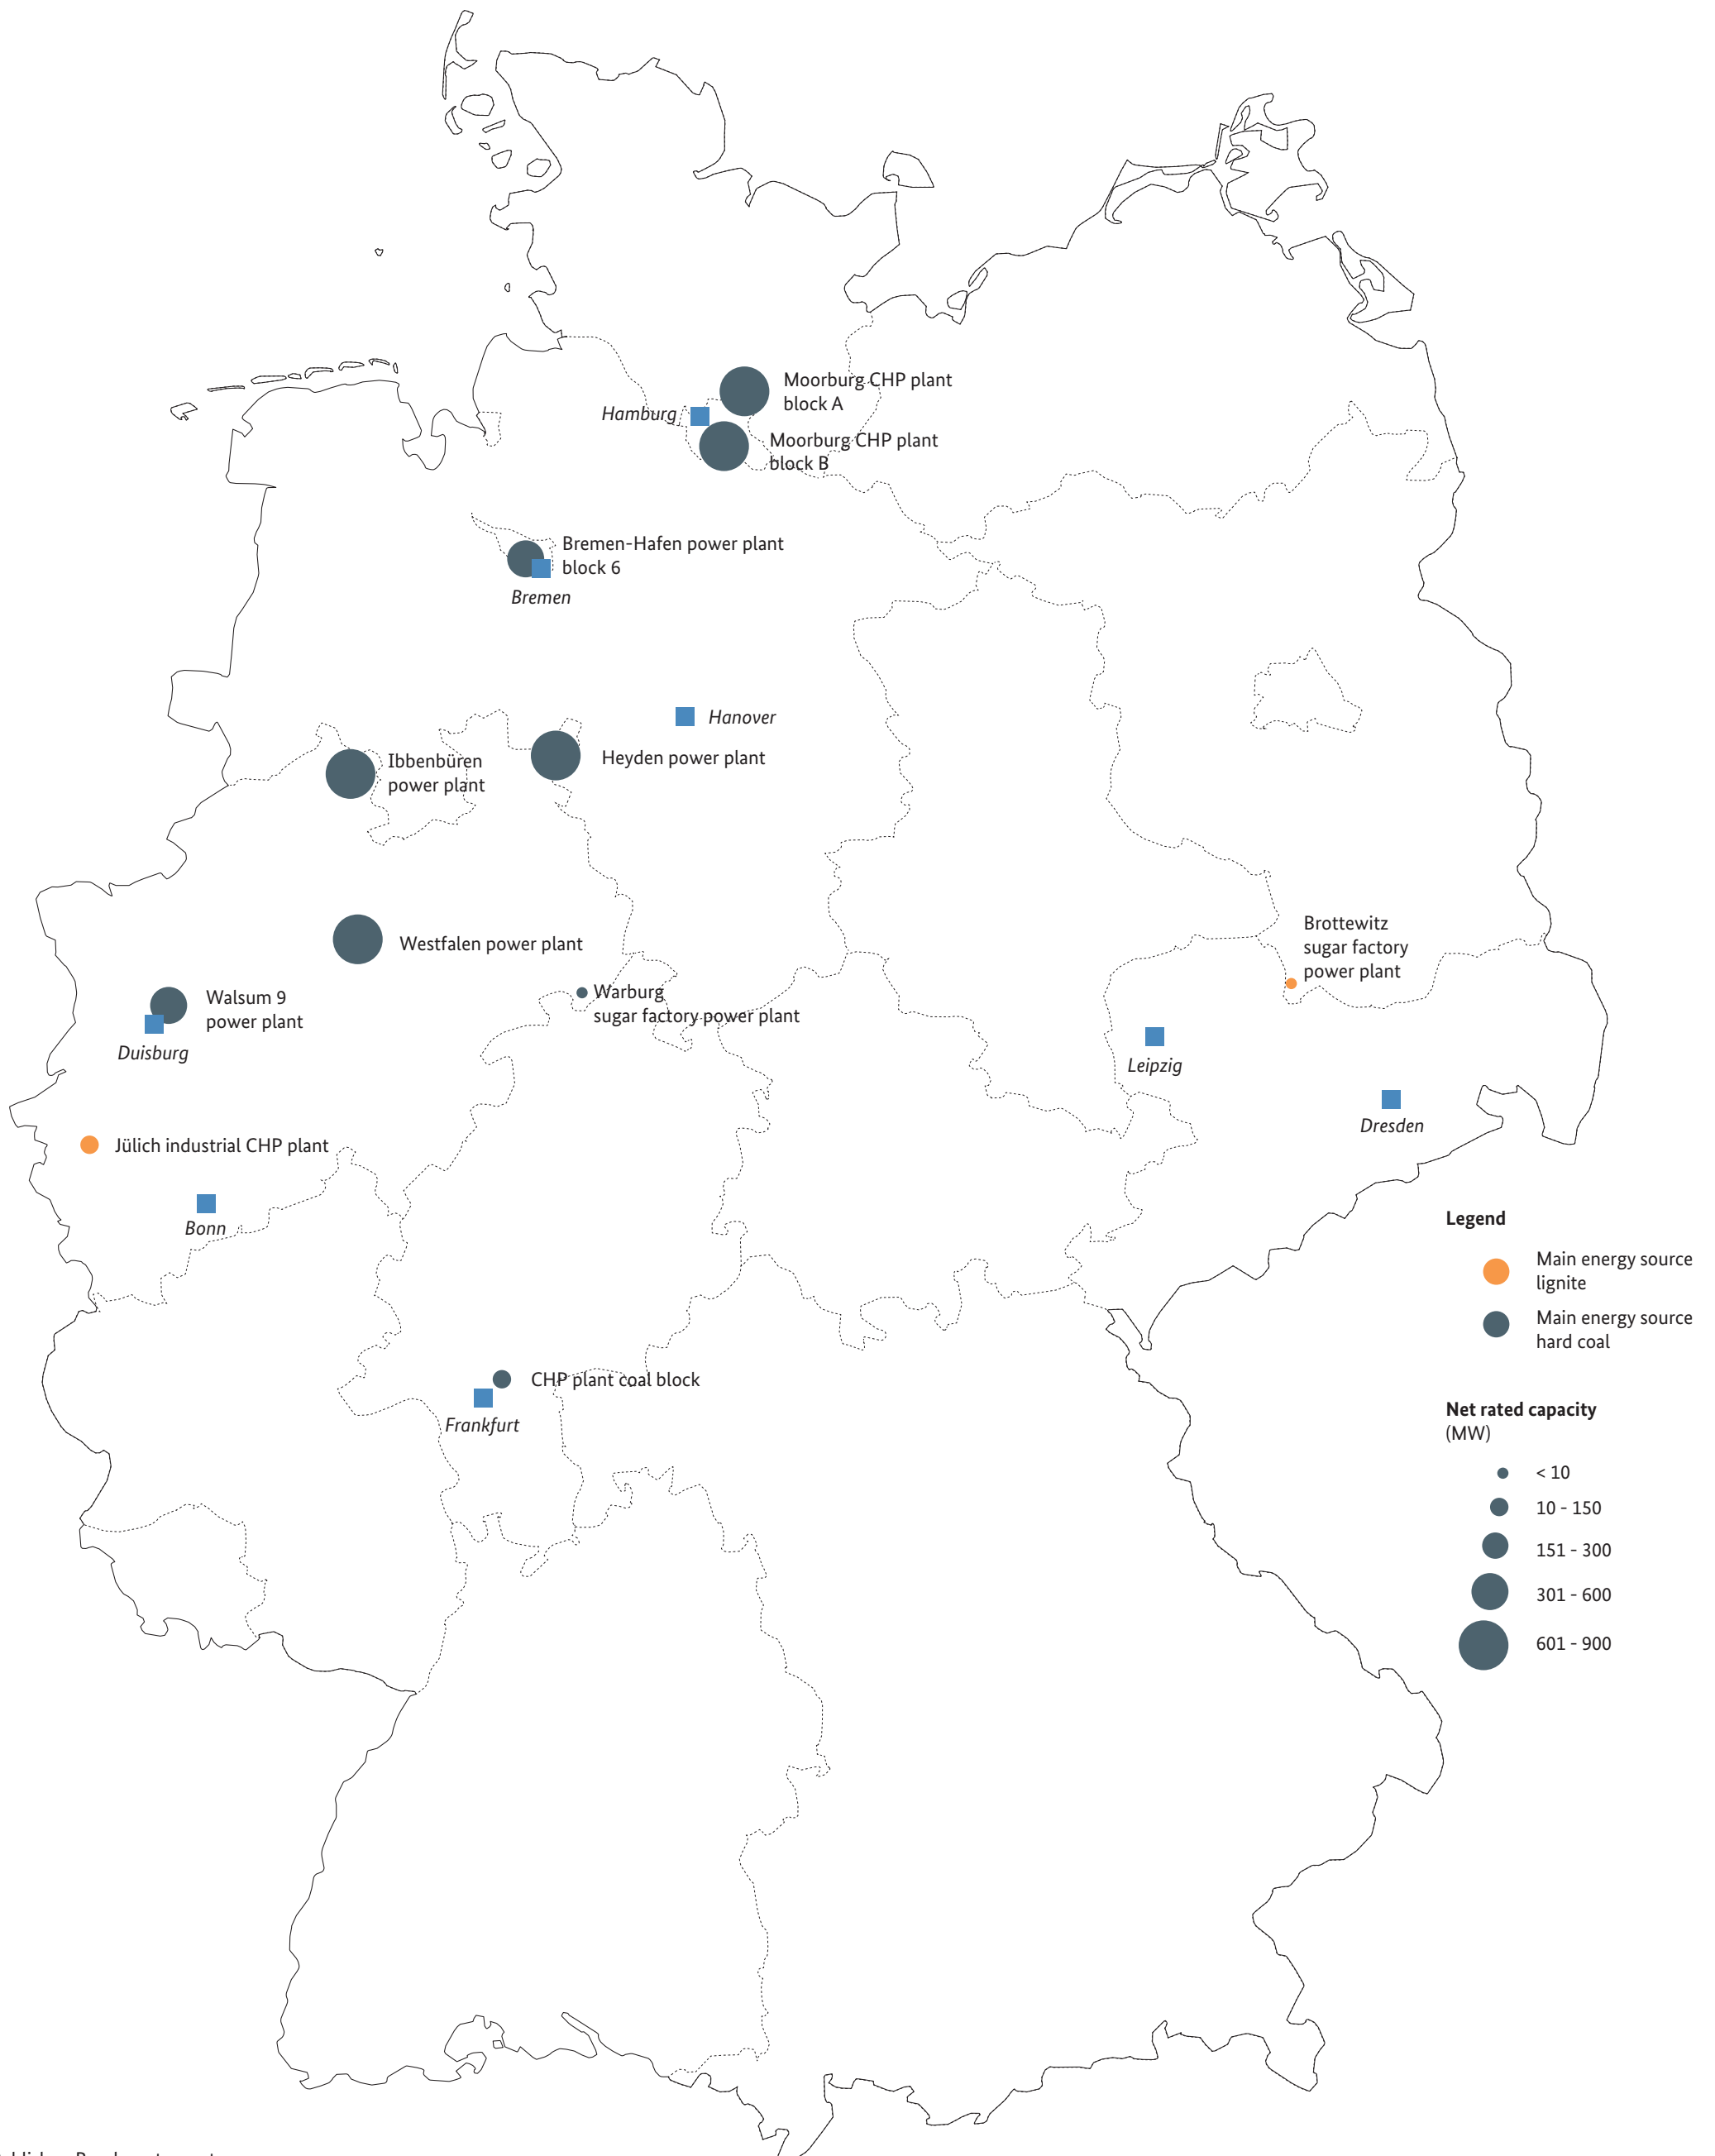 Moorburg CHP plant
block A
Hamburg
Moorburg CHP plant
block B
Bremen-Hafen power plant
block 6
Bremen
Hanover
Ibbenbüren
power plant
Heyden power plant
Westfalen power plant
Brottewitz
sugar factory
power plant
Walsum 9
power plant
Duisburg
Warburg
sugar factory power plant
Leipzig
Dresden
Jülich industrial CHP plant
Bonn
CHP plant coal block
Frankfurt
Legend
Main energy source
lignite
Main energy source
hard coal
Net rated capacity
(MW)
< 10
10 - 150
151 - 300
301 - 600
601 - 900